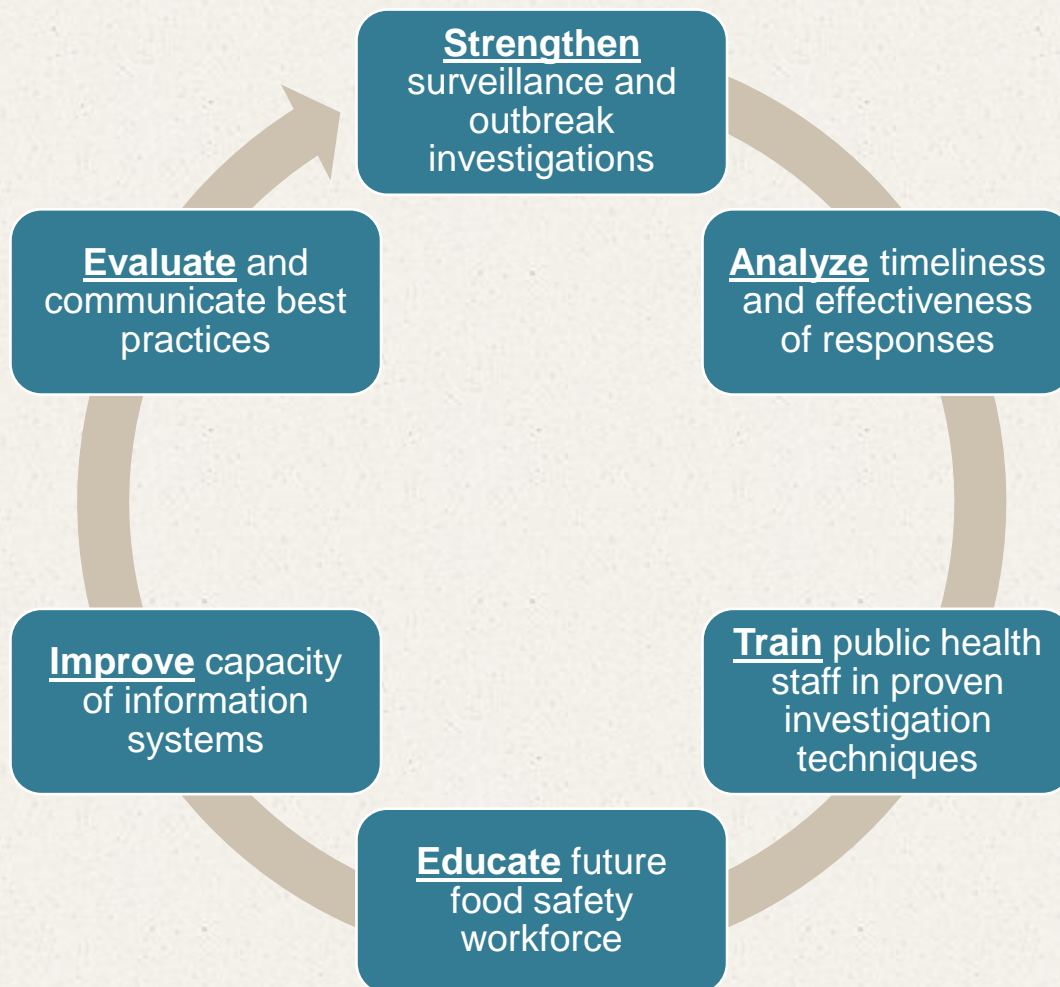 Strengthen
surveillance and
outbreak
investigations
Analyze timeliness
and effectiveness
of responses
Train public health
staff in proven
investigation
techniques
Educate future
food safety
workforce
Improve capacity
of information
systems
Evaluate and
communicate best
practices